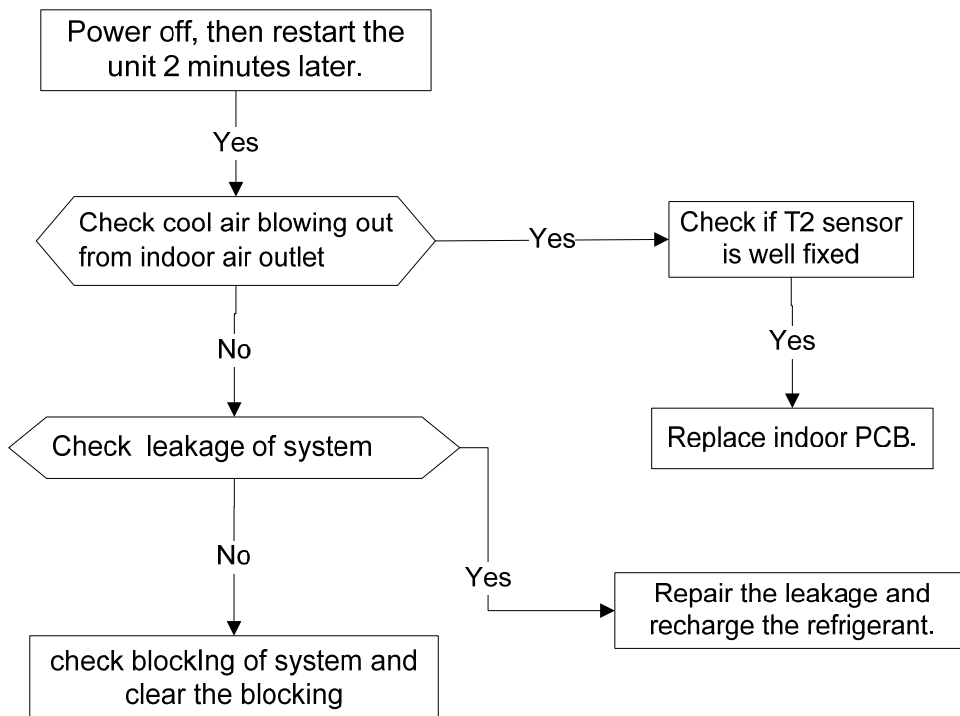 Power off, then restart the
unit 2 minutes later.
Yes
Check cool air blowing out
from indoor air outlet
Yes
Check if T2 sensor
is well fixed
Yes
Replace indoor PCB.
No
Check leakage of system
Yes
Repair the leakage and
recharge the refrigerant.
No
check blockIng of system and
clear the blocking